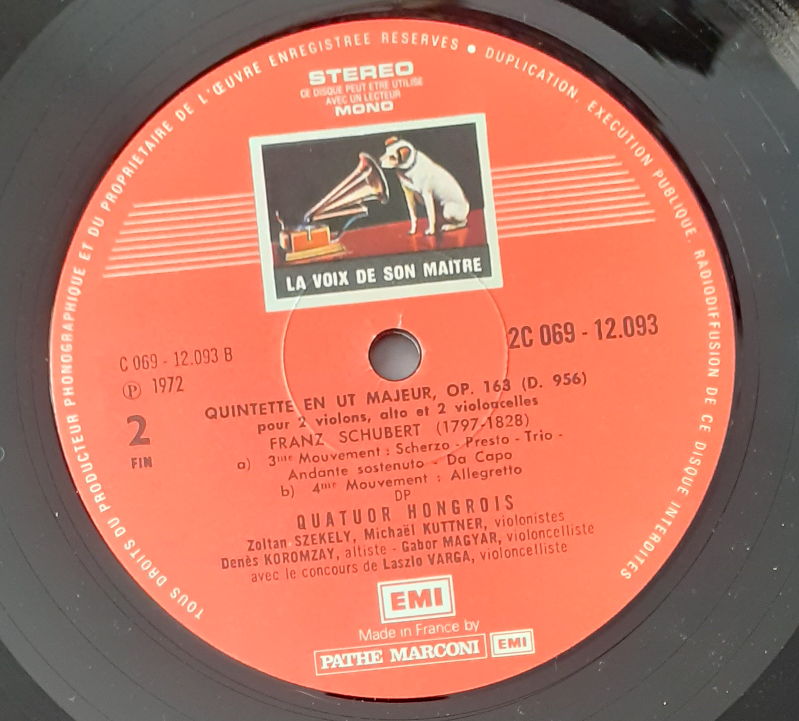 TOUS DROITS DU PRODUCTEUR PHONOGRAPHIQUE ET DU PROPRIETAIRE DE L'ŒUVRE ENREGISTREE RESERVES • DUPLICATION, EXECUTION PUBLIQUE, RADIODIFFUSION DE CE DISQUE INTERDITES
STEREO
CE DISQUE PEUT ETRE UTILISE
AVEC UN LECTEUR
MONO
LA VOIX DE SON MAITRE
2C 069 - 12.093
C 069 - 12.093 B
Ⓟ 1972
2
FIN
QUINTETTE EN UT MAJEUR, OP. 163 (D. 956)
pour 2 violons, alto et 2 violoncelles
FRANZ SCHUBERT (1797-1828)
a) 3me Mouvement : Scherzo - Presto - Trio -
Andante sostenuto - Da Capo
b) 4me Mouvement : Allegretto
DP
QUATUOR HONGROIS
Zoltan SZEKELY, Michaël KUTTNER, violonistes
Denès KOROMZAY, altiste - Gabor MAGYAR, violoncelliste
avec le concours de Laszlo VARGA, violoncelliste
EMI
Made in France by
PATHE MARCONI EMI